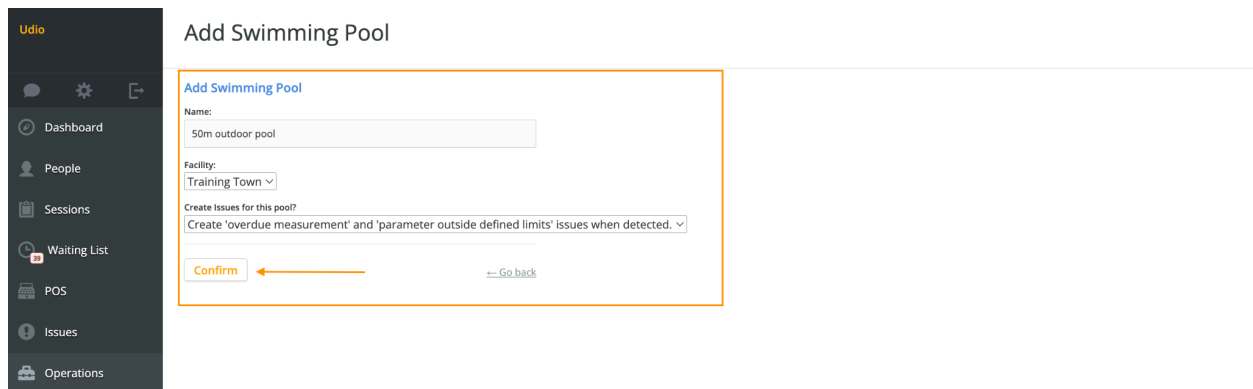 Udio
Add Swimming Pool
Add Swimming Pool
Name:
50m outdoor pool
Facility:
Training Town
Create Issues for this pool?
Create 'overdue measurement' and 'parameter outside defined limits' issues when detected.
Confirm
← Go back
Dashboard
People
Sessions
Waiting List
39
POS
Issues
Operations